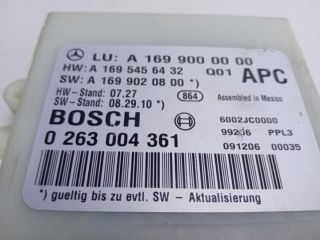 LU: A 169 900 00 00
HW: A 169 545 64 32 Q01 APC
SW: A 169 902 08 00 *)
HW-Stand: 07.27 864 Assembled in Mexico
SW-Stand: 08.29.10 *)
BOSCH 6002JC0000
0 263 004 361 99206 PPL3
091206 00035
*) gueltig bis zu evtl. SW - Aktualisierung